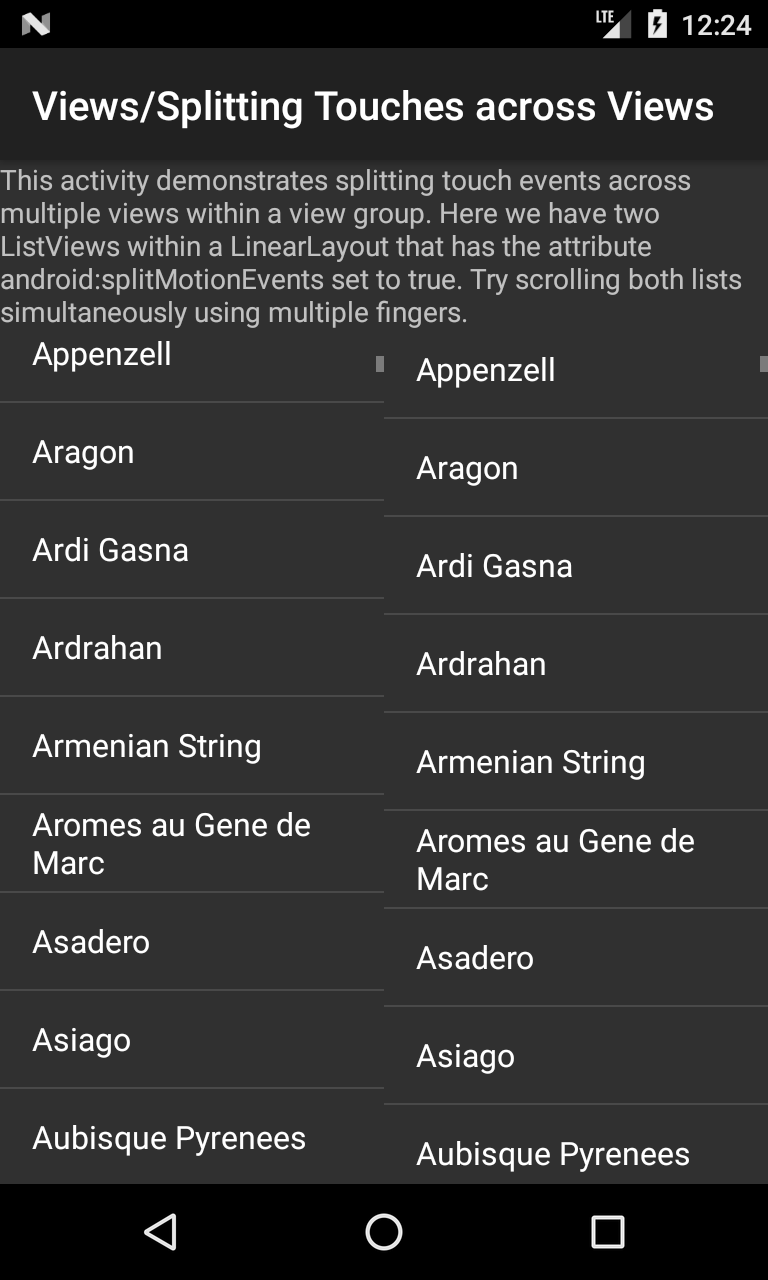 LTE 12:24
Views/Splitting Touches across Views
This activity demonstrates splitting touch events across
multiple views within a view group. Here we have two
ListViews within a LinearLayout that has the attribute
android:splitMotionEvents set to true. Try scrolling both lists
simultaneously using multiple fingers.
Appenzell
Aragon
Ardi Gasna
Ardrahan
Armenian String
Aromes au Gene de
Marc
Asadero
Asiago
Aubisque Pyrenees
Appenzell
Aragon
Ardi Gasna
Ardrahan
Armenian String
Aromes au Gene de
Marc
Asadero
Asiago
Aubisque Pyrenees